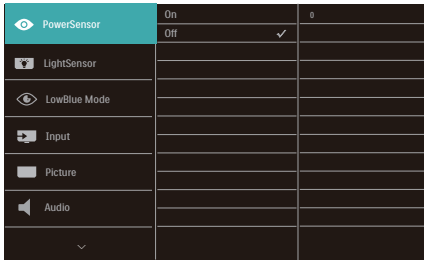 PowerSensor
LightSensor
LowBlue Mode
Input
Picture
Audio
On
Off
0